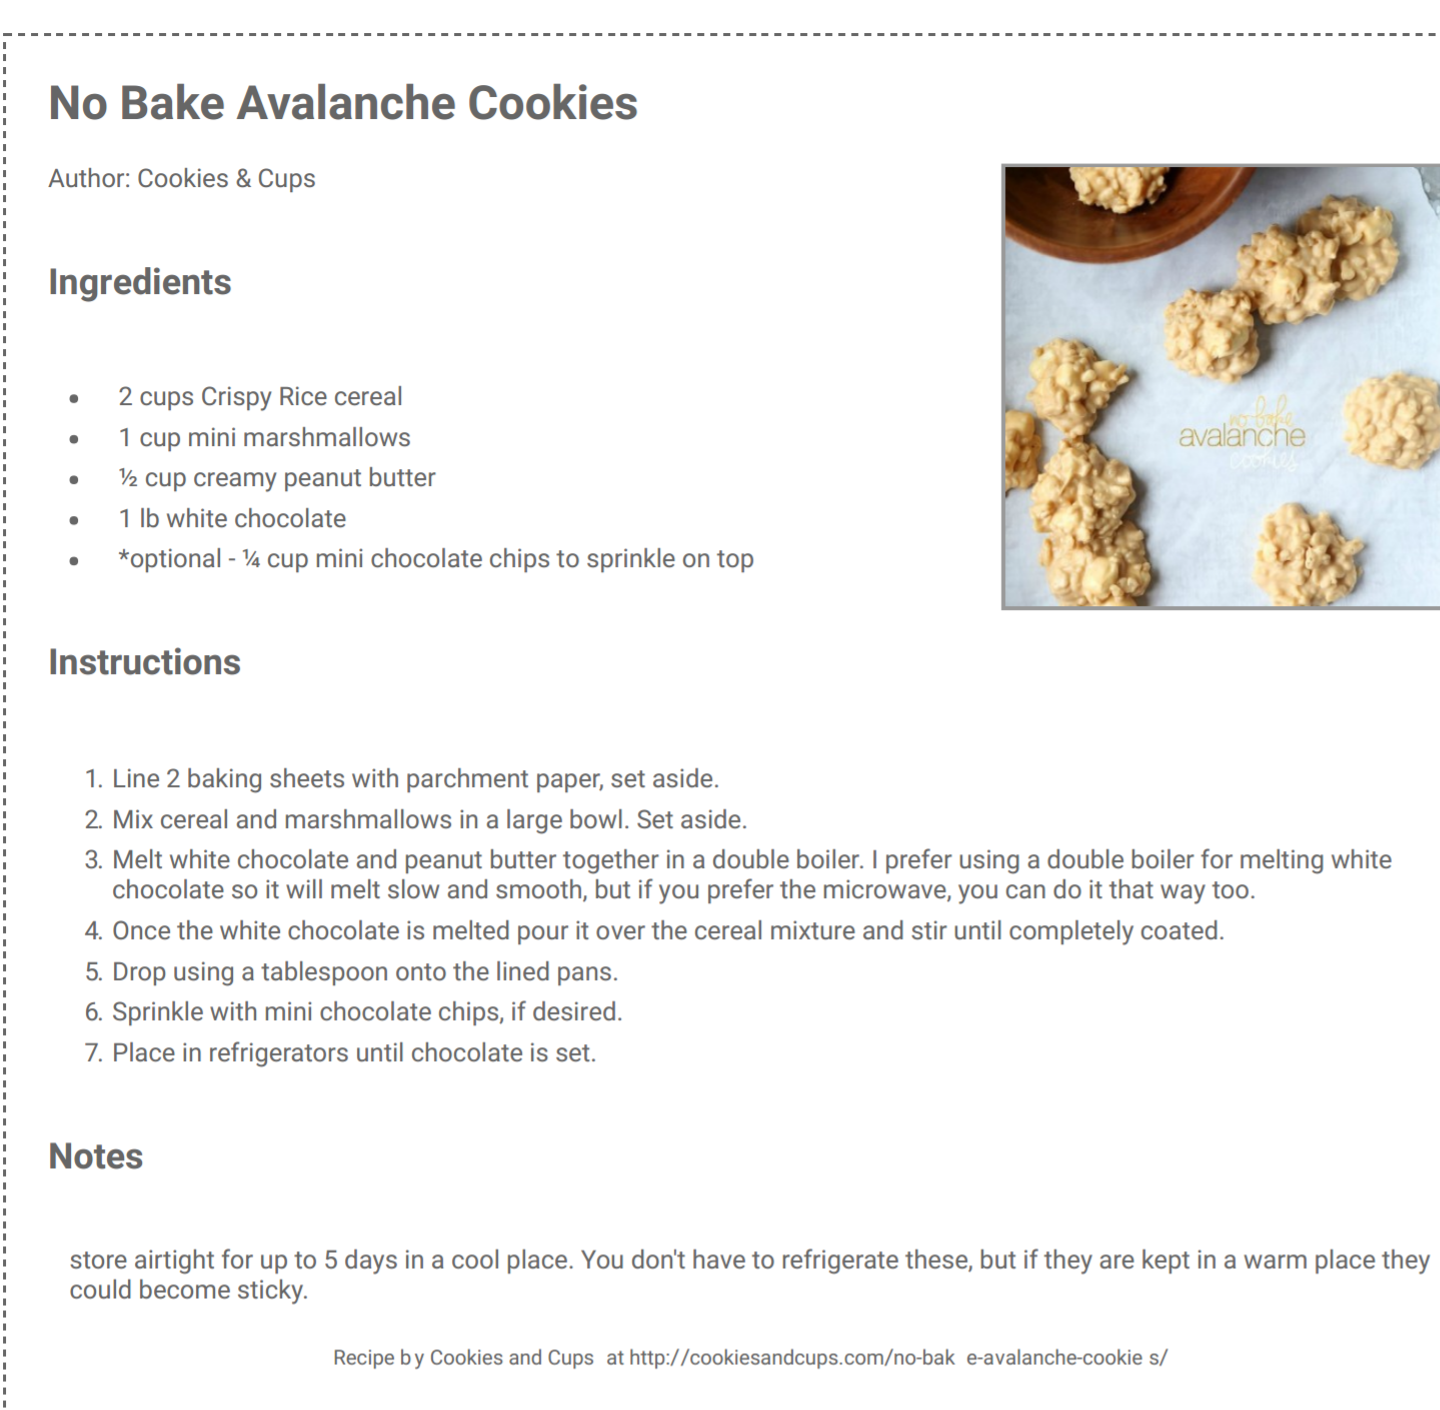 No Bake Avalanche Cookies
Author: Cookies & Cups
Ingredients
• 2 cups Crispy Rice cereal
• 1 cup mini marshmallows
• ½ cup creamy peanut butter
• 1 lb white chocolate
• *optional - ¼ cup mini chocolate chips to sprinkle on top
no bake
avalanche
cookies
Instructions
1. Line 2 baking sheets with parchment paper, set aside.
2. Mix cereal and marshmallows in a large bowl. Set aside.
3. Melt white chocolate and peanut butter together in a double boiler. I prefer using a double boiler for melting white
chocolate so it will melt slow and smooth, but if you prefer the microwave, you can do it that way too.
4. Once the white chocolate is melted pour it over the cereal mixture and stir until completely coated.
5. Drop using a tablespoon onto the lined pans.
6. Sprinkle with mini chocolate chips, if desired.
7. Place in refrigerators until chocolate is set.
Notes
store airtight for up to 5 days in a cool place. You don't have to refrigerate these, but if they are kept in a warm place they
could become sticky.
Recipe b y Cookies and Cups at http://cookiesandcups.com/no-bak e-avalanche-cookie s/